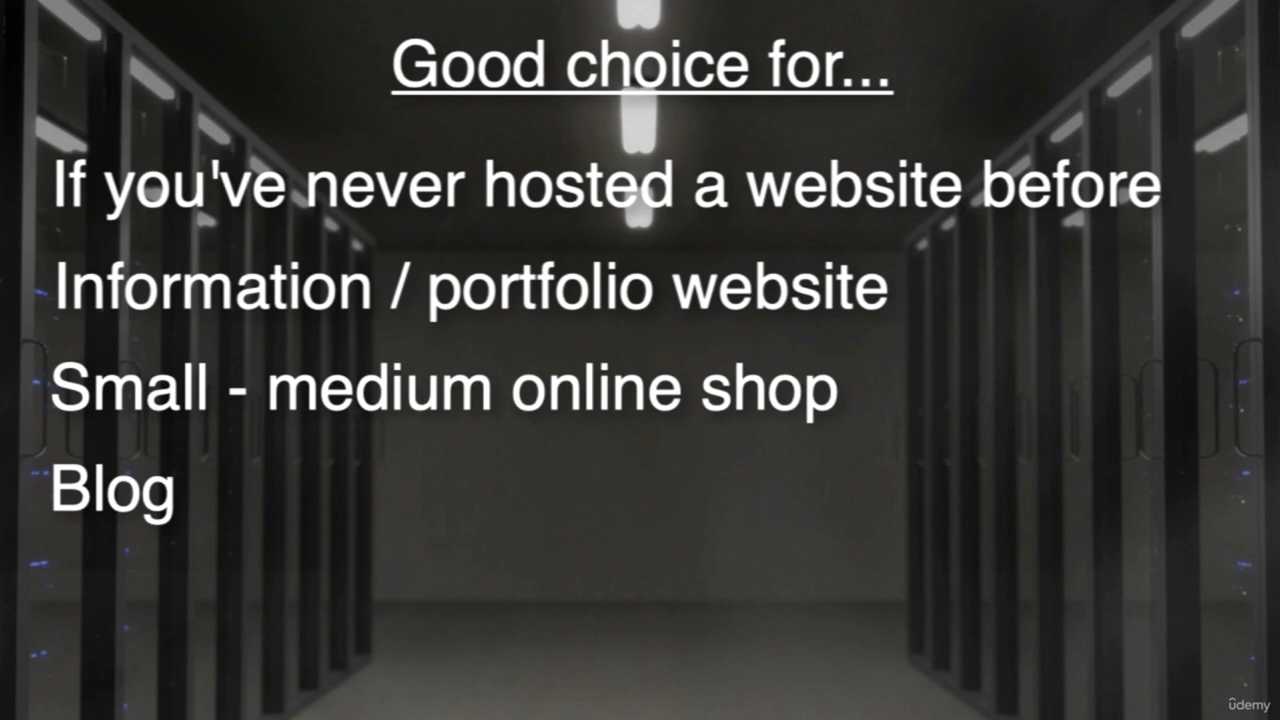 Good choice for...
If you've never hosted a website before
Information / portfolio website
Small - medium online shop
Blog
ûdemy